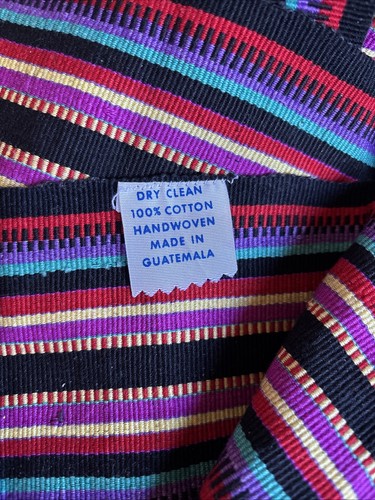 DRY CLEAN
100% COTTON
HANDWOVEN
MADE IN
GUATEMALA